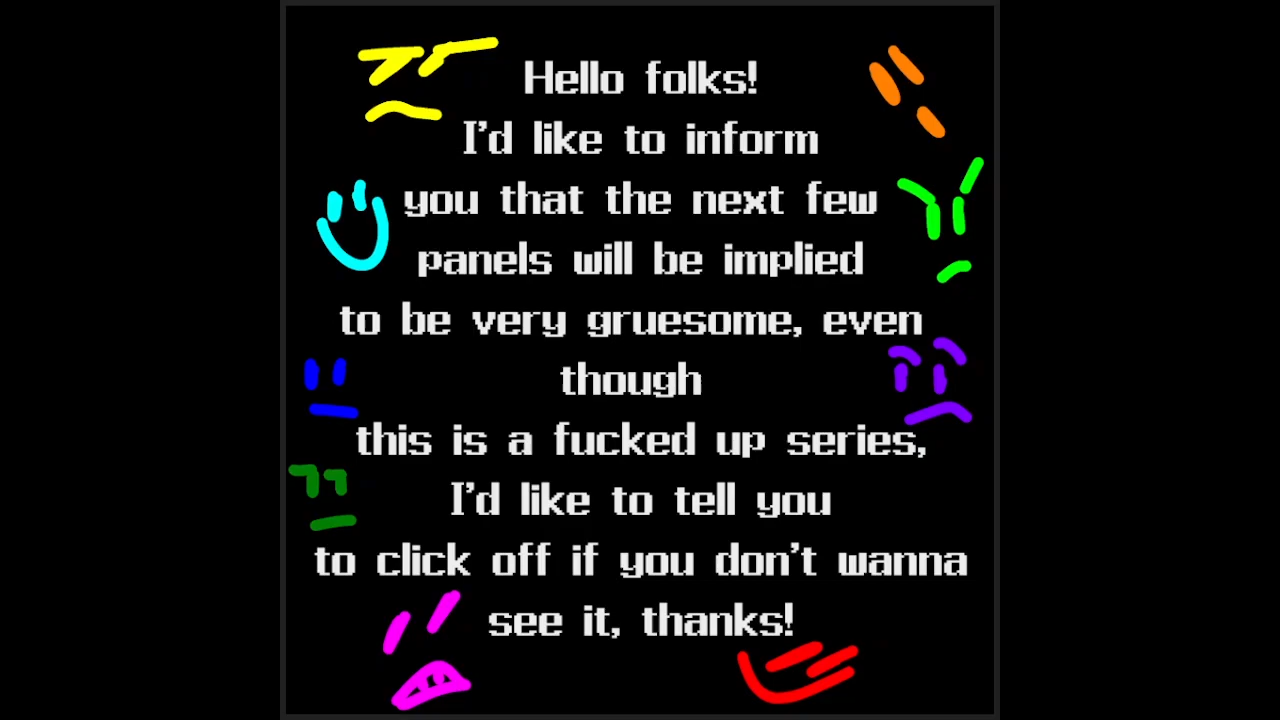 Hello folks!
I'd like to inform
you that the next few
panels will be implied
to be very gruesome, even
though
this is a fucked up series,
I'd like to tell you
to click off if you don't wanna
see it, thanks!